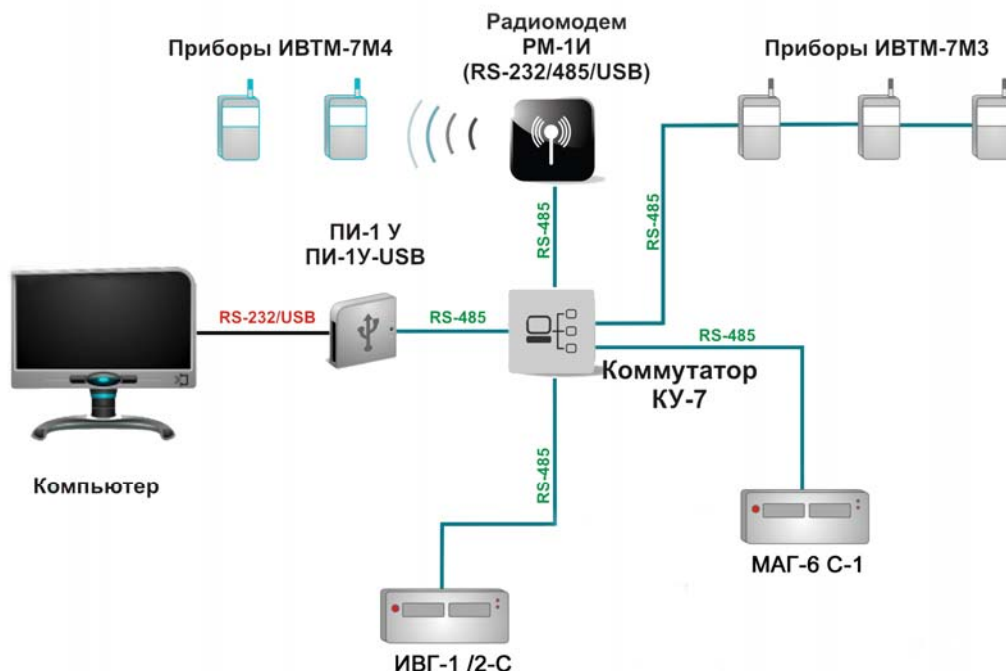 Приборы ИВТМ-7М4
Радиомодем
РМ-1И
(RS-232/485/USB)
Приборы ИВТМ-7М3
RS-485
RS-485
ПИ-1 У
ПИ-1У-USB
RS-232/USB
RS-485
RS-485
Коммутатор
КУ-7
RS-485
Компьютер
МАГ-6 С-1
ИВГ-1 /2-С